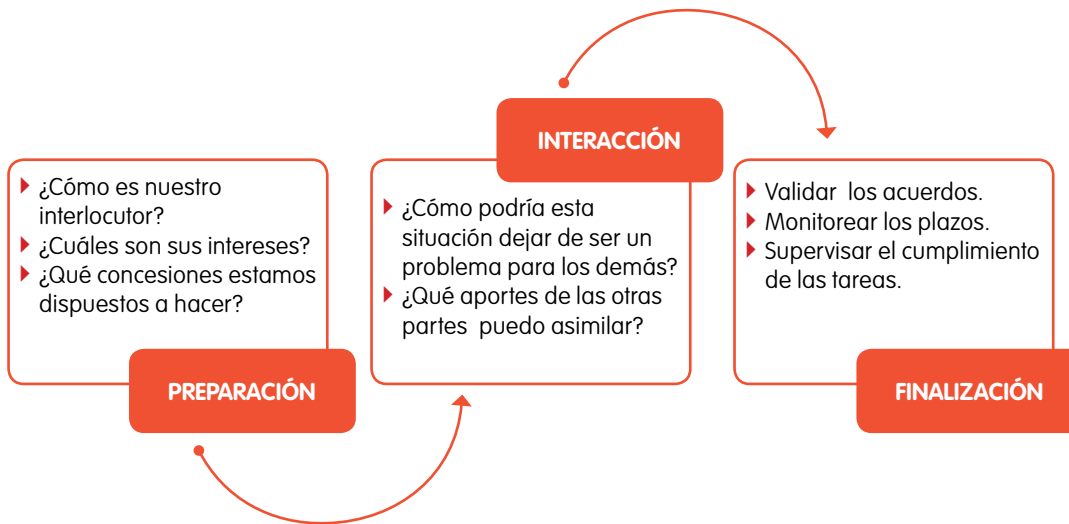 ¿Cómo es nuestro
interlocutor?
¿Cuáles son sus intereses?
¿Qué concesiones estamos
dispuestos a hacer?
PREPARACIÓN
INTERACCIÓN
¿Cómo podría esta
situación dejar de ser un
problema para los demás?
¿Qué aportes de las otras
partes puedo asimilar?
Validar los acuerdos.
Monitorear los plazos.
Supervisar el cumplimiento
de las tareas.
FINALIZACIÓN